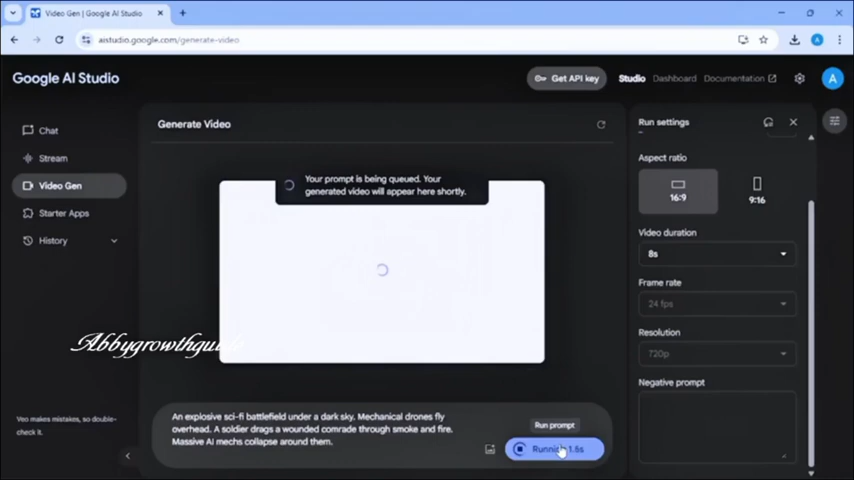 Video Gen | Google AI Studio
aistudio.google.com/generate-video
A
Google AI Studio
Get API key
Studio
Dashboard
Documentation
A
Chat
Stream
Video Gen
Starter Apps
History
Generate Video
Your prompt is being queued. Your
generated video will appear here shortly.
Abbygrowthguide
An explosive sci-fi battlefield under a dark sky. Mechanical drones fly
overhead. A soldier drags a wounded comrade through smoke and fire.
Massive AI mechs collapse around them.
Run prompt
1.8s
Veo makes mistakes, so double-
check it.
Run settings
Aspect ratio
16:9
9:16
Video duration
8s
Frame rate
24 fps
Resolution
720p
Negative prompt